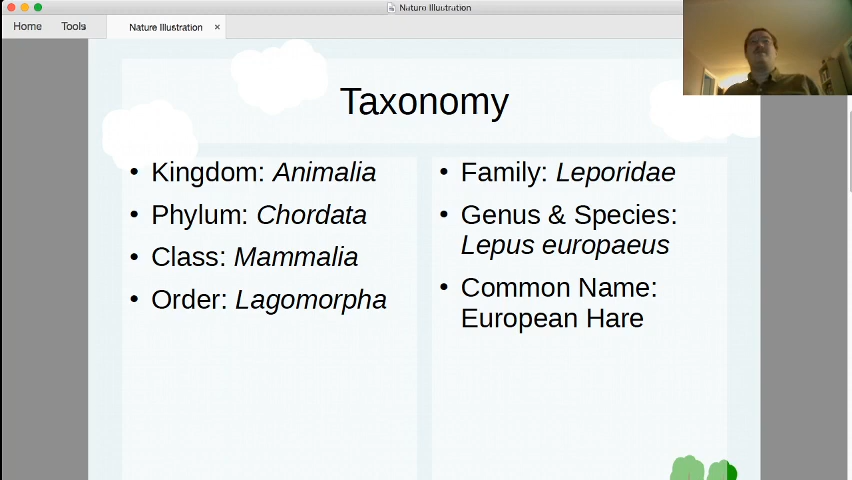 Nature Illustration
Home
Tools
Nature Illustration ×
Taxonomy
• Kingdom: Animalia
• Phylum: Chordata
• Class: Mammalia
• Order: Lagomorpha
• Family: Leporidae
• Genus & Species:
Lepus europaeus
• Common Name:
European Hare